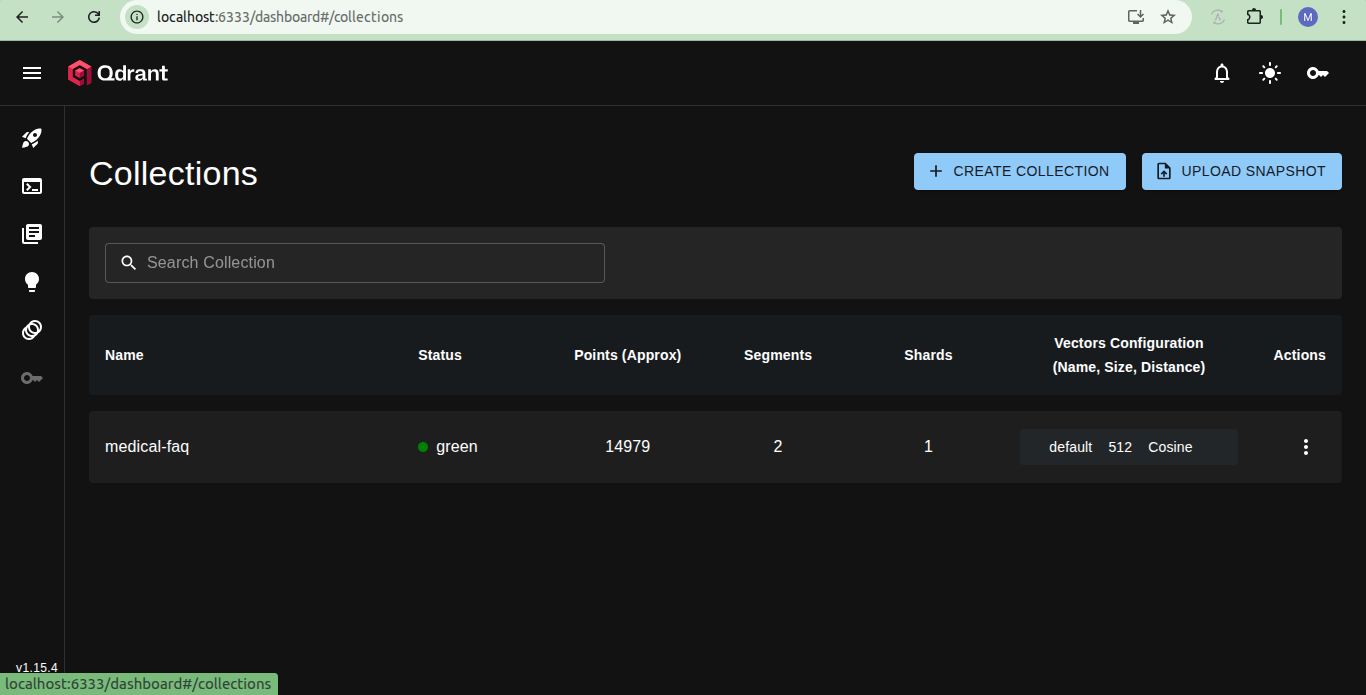 localhost:6333/dashboard#/collections
M
Qdrant
Collections
CREATE COLLECTION
UPLOAD SNAPSHOT
Search Collection
Name Status Points (Approx) Segments Shards Vectors Configuration (Name, Size, Distance) Actions
medical-faq green 14979 2 1 default 512 Cosine
v1.15.4
localhost:6333/dashboard#/collections